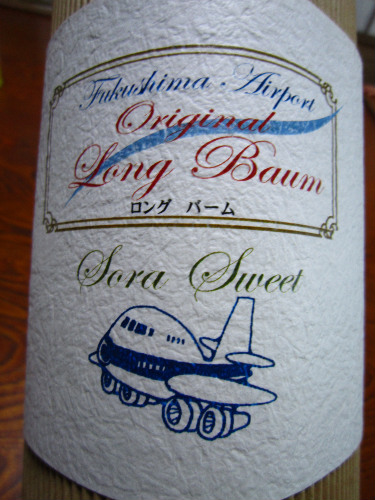 Fukushima Airport
Original
Long Baum
ロング バーム
Sora Sweet